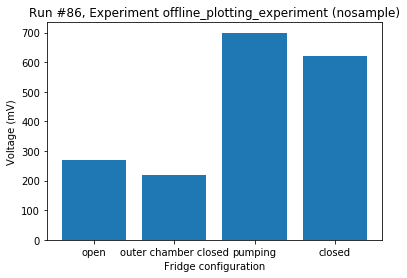 Run #86, Experiment offline_plotting_experiment (nosample)
700
600
500
400
300
200
100
0
Voltage (mV)
open outer chamber closed pumping closed
Fridge configuration